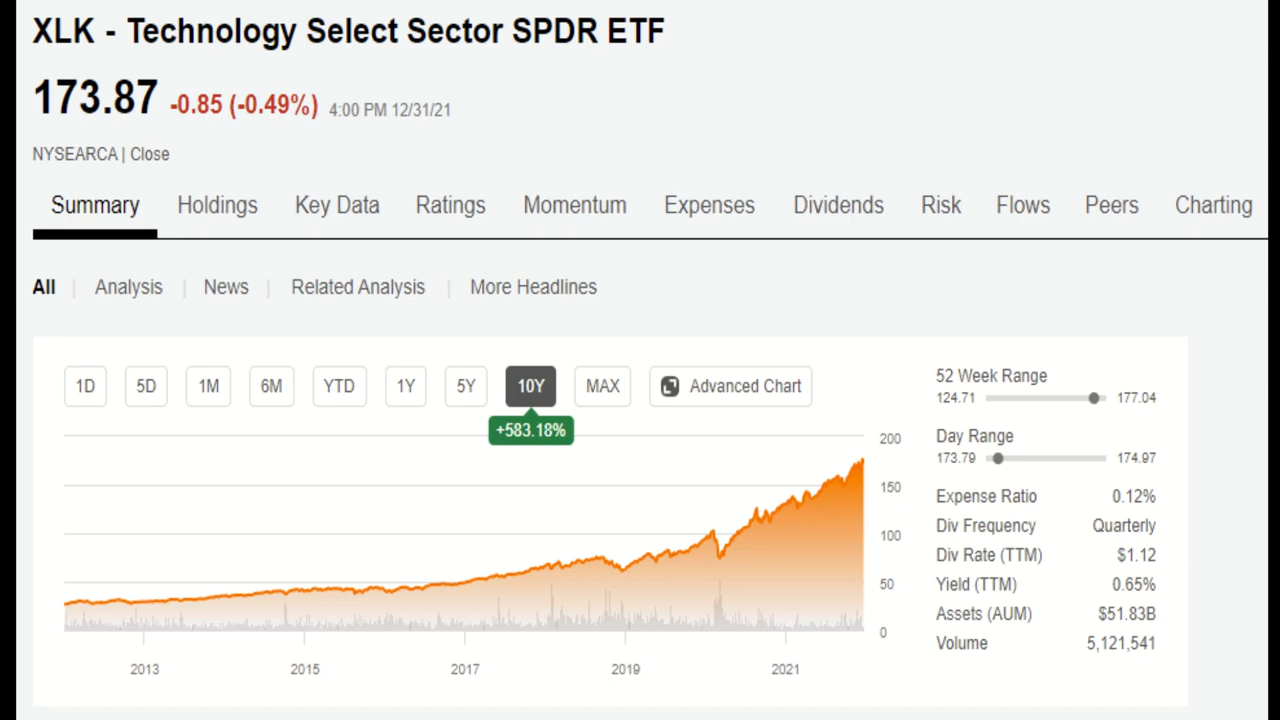 XLK - Technology Select Sector SPDR ETF
173.87 -0.85 (-0.49%) 4:00 PM 12/31/21
NYSEARCA | Close
Summary Holdings Key Data Ratings Momentum Expenses Dividends Risk Flows Peers Charting
All | Analysis | News | Related Analysis | More Headlines
1D 5D 1M 6M YTD 1Y 5Y 10Y MAX Advanced Chart
+583.18%
200
150
100
50
0
2013 2015 2017 2019 2021
52 Week Range
124.71 177.04
Day Range
173.79 174.97
Expense Ratio 0.12%
Div Frequency Quarterly
Div Rate (TTM) $1.12
Yield (TTM) 0.65%
Assets (AUM) $51.83B
Volume 5,121,541